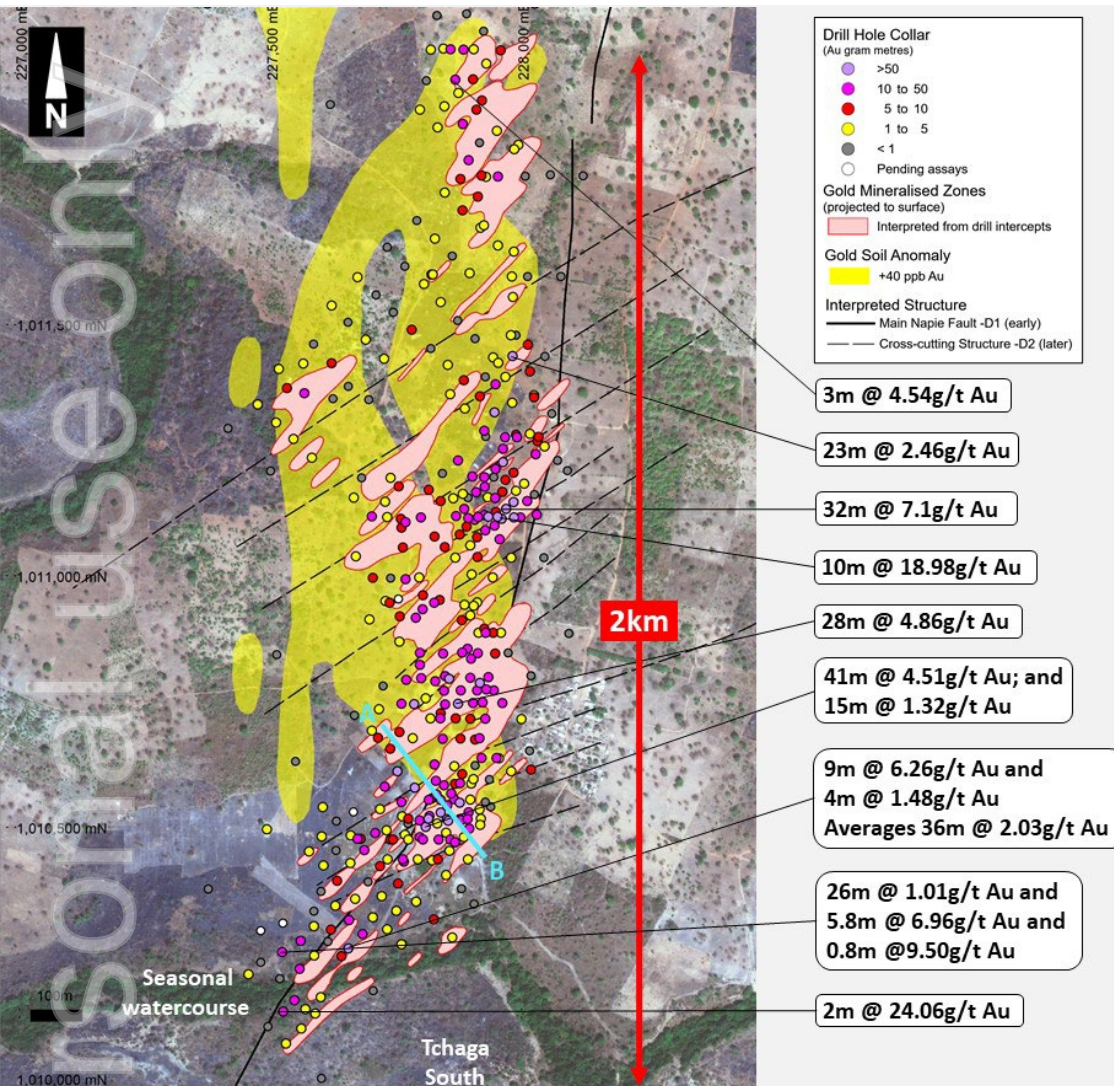 227,000 mE
227,500 mE
228,000 mE
N
Drill Hole Collar
(Au gram metres)
>50
10 to 50
5 to 10
1 to 5
< 1
Pending assays
Gold Mineralised Zones
(projected to surface)
Interpreted from drill intercepts
Gold Soil Anomaly
+40 ppb Au
Interpreted Structure
Main Napie Fault -D1 (early)
Cross-cutting Structure -D2 (later)
1,011,500 mN
3m @ 4.54g/t Au
23m @ 2.46g/t Au
32m @ 7.1g/t Au
10m @ 18.98g/t Au
1,011,000 mN
2km
28m @ 4.86g/t Au
41m @ 4.51g/t Au; and
15m @ 1.32g/t Au
A
9m @ 6.26g/t Au and
4m @ 1.48g/t Au
Averages 36m @ 2.03g/t Au
1,010,500 mN
B
26m @ 1.01g/t Au and
5.8m @ 6.96g/t Au and
0.8m @9.50g/t Au
Seasonal
watercourse
100m
2m @ 24.06g/t Au
Tchaga
South
1,010,000 mN
rsonal use only